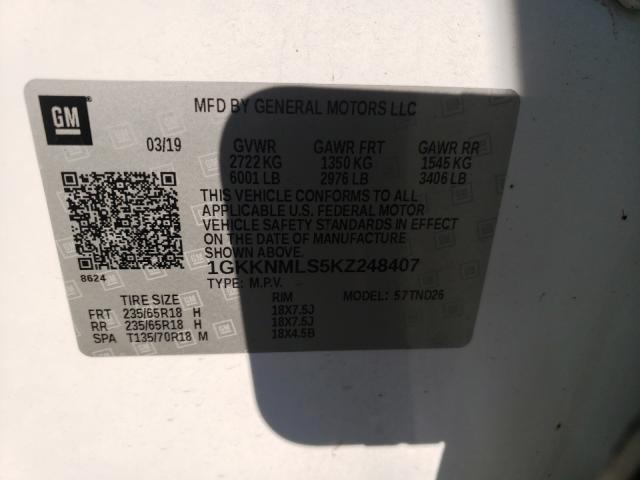 GM
MFD BY GENERAL MOTORS LLC
03/19 GVWR GAWR FRT GAWR RR
2722 KG 1350 KG 1545 KG
6001 LB 2976 LB 3406 LB
THIS VEHICLE CONFORMS TO ALL
APPLICABLE U.S. FEDERAL MOTOR
VEHICLE SAFETY STANDARDS IN EFFECT
ON THE DATE OF MANUFACTURE
SHOWN ABOVE.
1GKKNMLS5KZ248407
8624
TYPE: M.P.V. MODEL: 57TND26
TIRE SIZE RIM
FRT 235/65R18 H 18X7.5J
RR 235/65R18 H 18X7.5J
SPA T135/70R18 M 18X4.5B